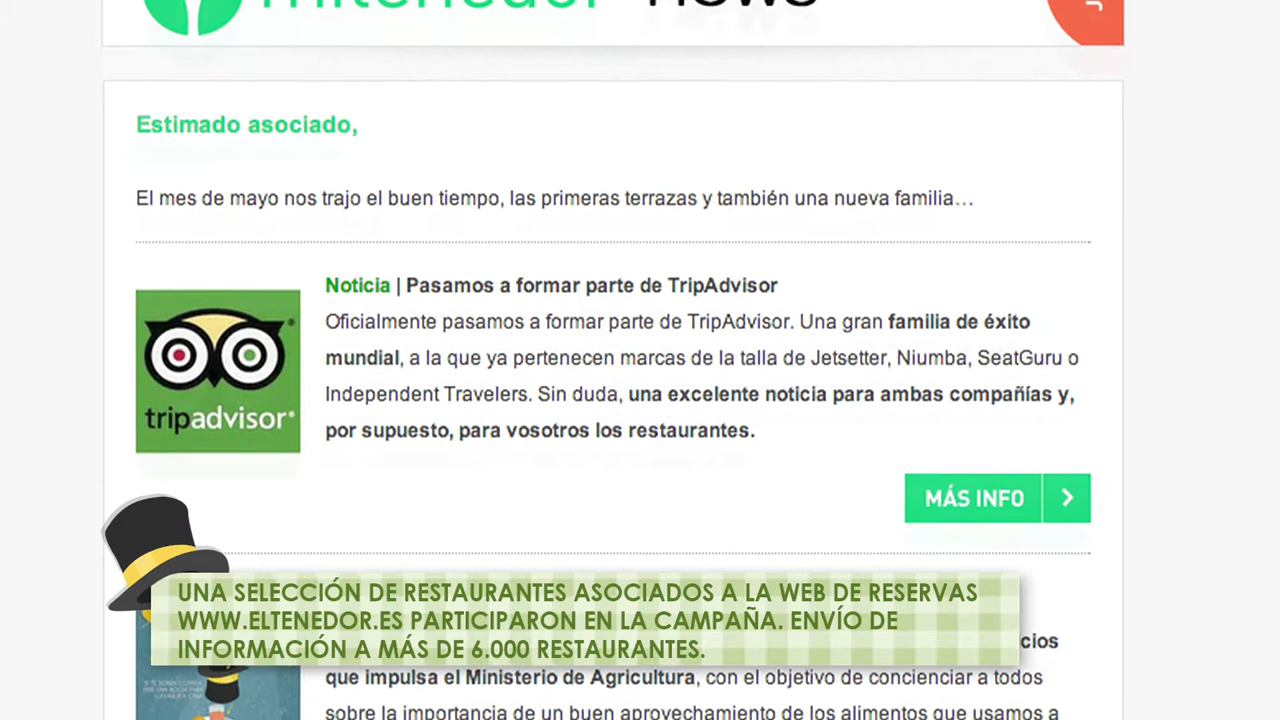 miltenedor news
Estimado asociado,
El mes de mayo nos trajo el buen tiempo, las primeras terrazas y también una nueva familia…
Noticia | Pasamos a formar parte de TripAdvisor
Oficialmente pasamos a formar parte de TripAdvisor. Una gran familia de éxito
mundial, a la que ya pertenecen marcas de la talla de Jetsetter, Niumba, SeatGuru o
Independent Travelers. Sin duda, una excelente noticia para ambas compañías y,
por supuesto, para vosotros los restaurantes.
tripadvisor®
MÁS INFO
UNA SELECCIÓN DE RESTAURANTES ASOCIADOS A LA WEB DE RESERVAS
WWW.ELTENEDOR.ES PARTICIPARON EN LA CAMPAÑA. ENVÍO DE
INFORMACIÓN A MÁS DE 6.000 RESTAURANTES.
cios
que impulsa el Ministerio de Agricultura, con el objetivo de concienciar a todos
sobre la importancia de un buen aprovechamiento de los alimentos que usamos a